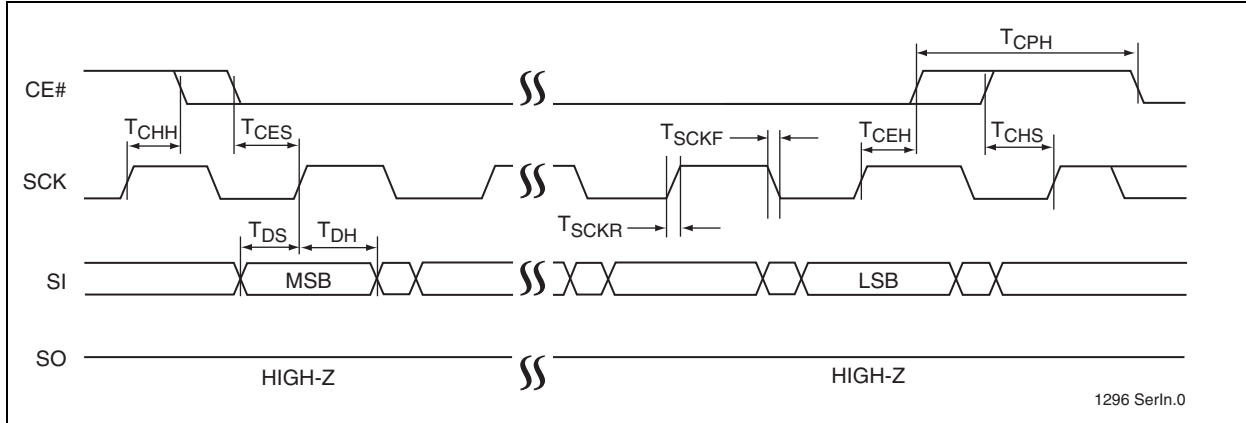 TCPH
CE#
TCHH
TCES
TSCKF
TCEH
TCHS
SCK
TSCKR
TDS
TDH
SI
MSB
LSB
SO
HIGH-Z
HIGH-Z
1296 SerIn.0